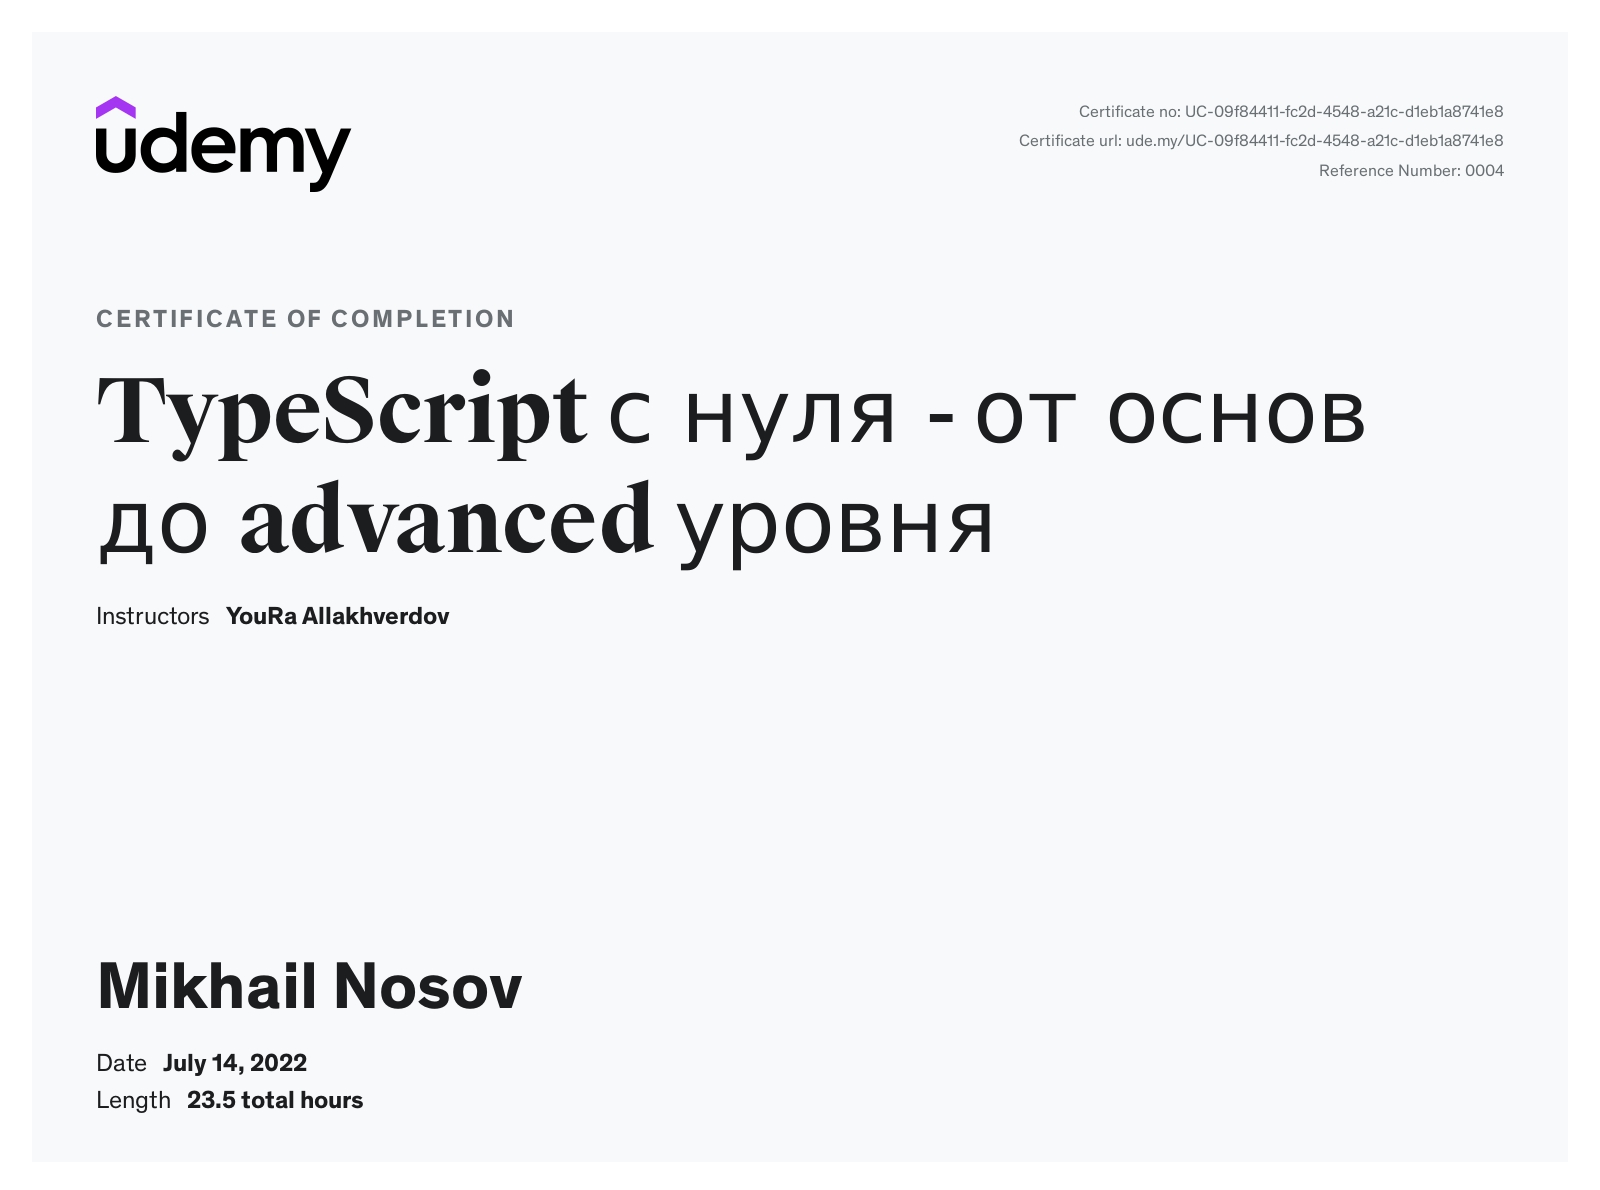 udemy
Certificate no: UC-09f84411-fc2d-4548-a21c-d1eb1a8741e8
Certificate url: ude.my/UC-09f84411-fc2d-4548-a21c-d1eb1a8741e8
Reference Number: 0004
CERTIFICATE OF COMPLETION
TypeScript с нуля - от основ
до advanced уровня
Instructors YouRa Allakhverdov
Mikhail Nosov
Date July 14, 2022
Length 23.5 total hours